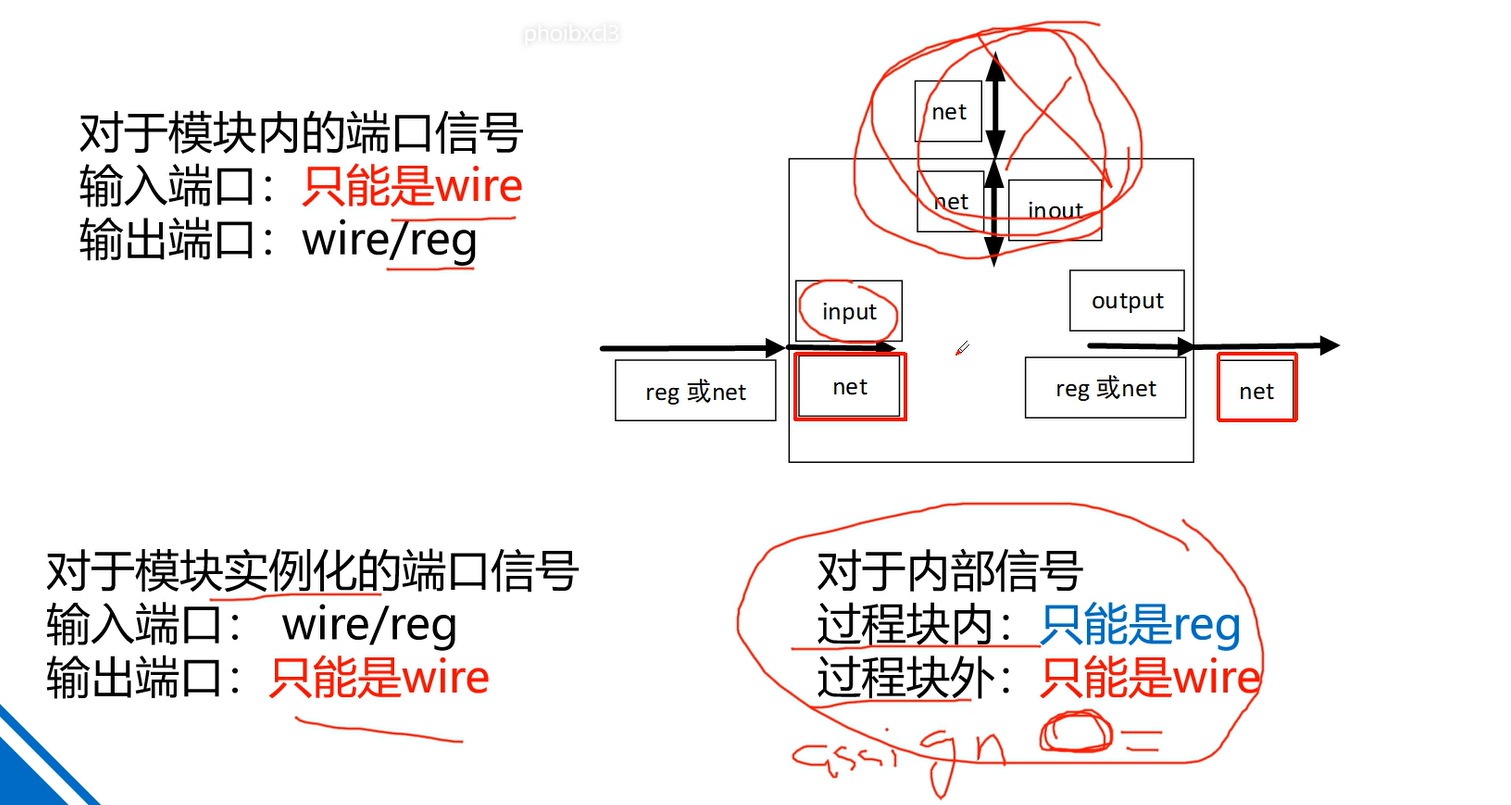 phoibxcl3
对于模块内的端口信号
输入端口：只能是wire
输出端口：wire/reg
net
net
inout
input
output
reg 或net
net
reg 或net
net
对于模块实例化的端口信号
输入端口： wire/reg
输出端口：只能是wire
对于内部信号
过程块内：只能是reg
过程块外：只能是wire
assign =